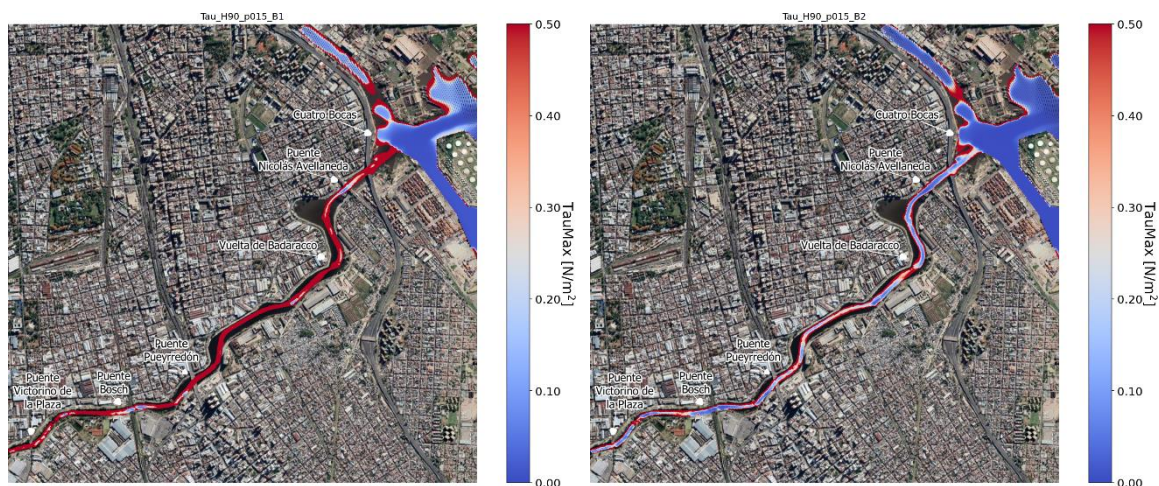 Tau_H90_p015_B1
Cuatro Bocas
Puente
Nicolás Avellaneda
Vuelta de Badaracco
Puente
Pueyrredón
Puente
Bosch
Puente
Victorino de
la Plaza
0.50
0.40
0.30
0.20
0.10
0.00
TauMax [N/m²]
Tau_H90_p015_B2
Cuatro Bocas
Puente
Nicolás Avellaneda
Vuelta de Badaracco
Puente
Pueyrredón
Puente
Bosch
Puente
Victorino de
la Plaza
0.50
0.40
0.30
0.20
0.10
0.00
TauMax [N/m²]